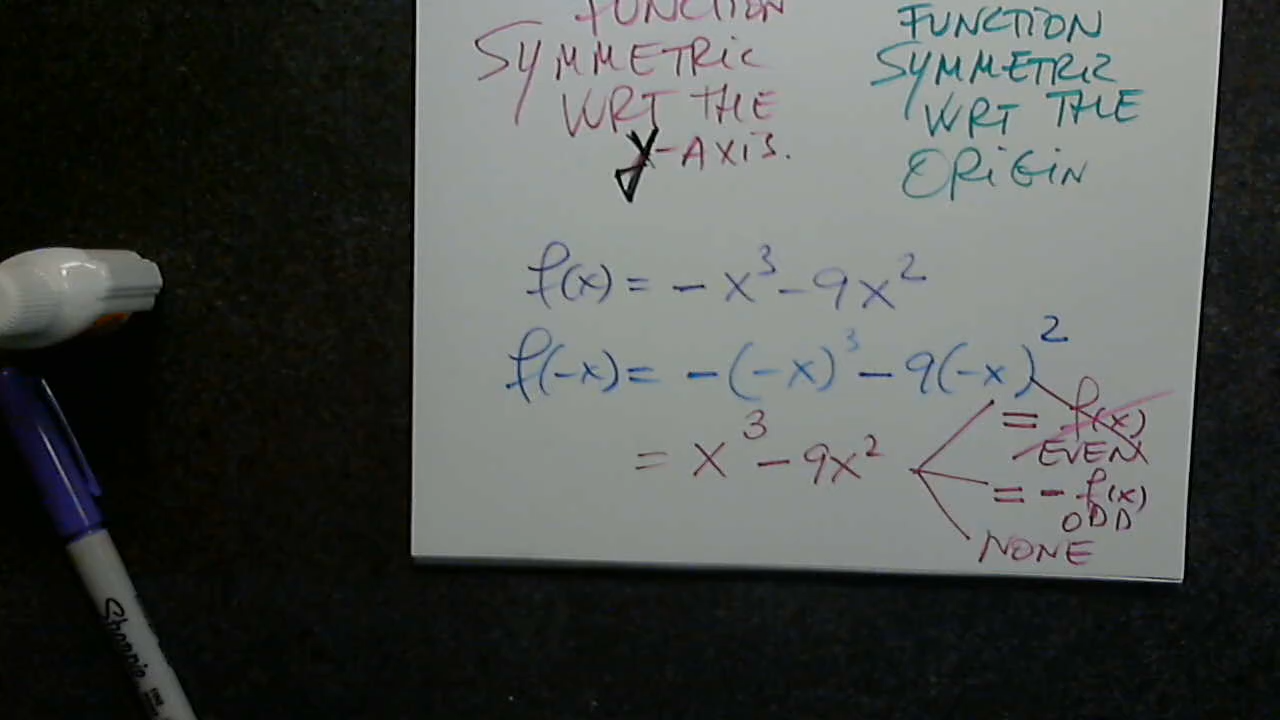 FUNCTION
SYMMETRIC
WRT THE
y-AXIS.
FUNCTION
SYMMETRIC
WRT THE
ORIGIN
f(x) = -x³ - 9x²
f(-x) = -(-x)³ - 9(-x)²
= x³ - 9x²
= f(x)
EVEN
= - f(x)
ODD
NONE
Sharpie